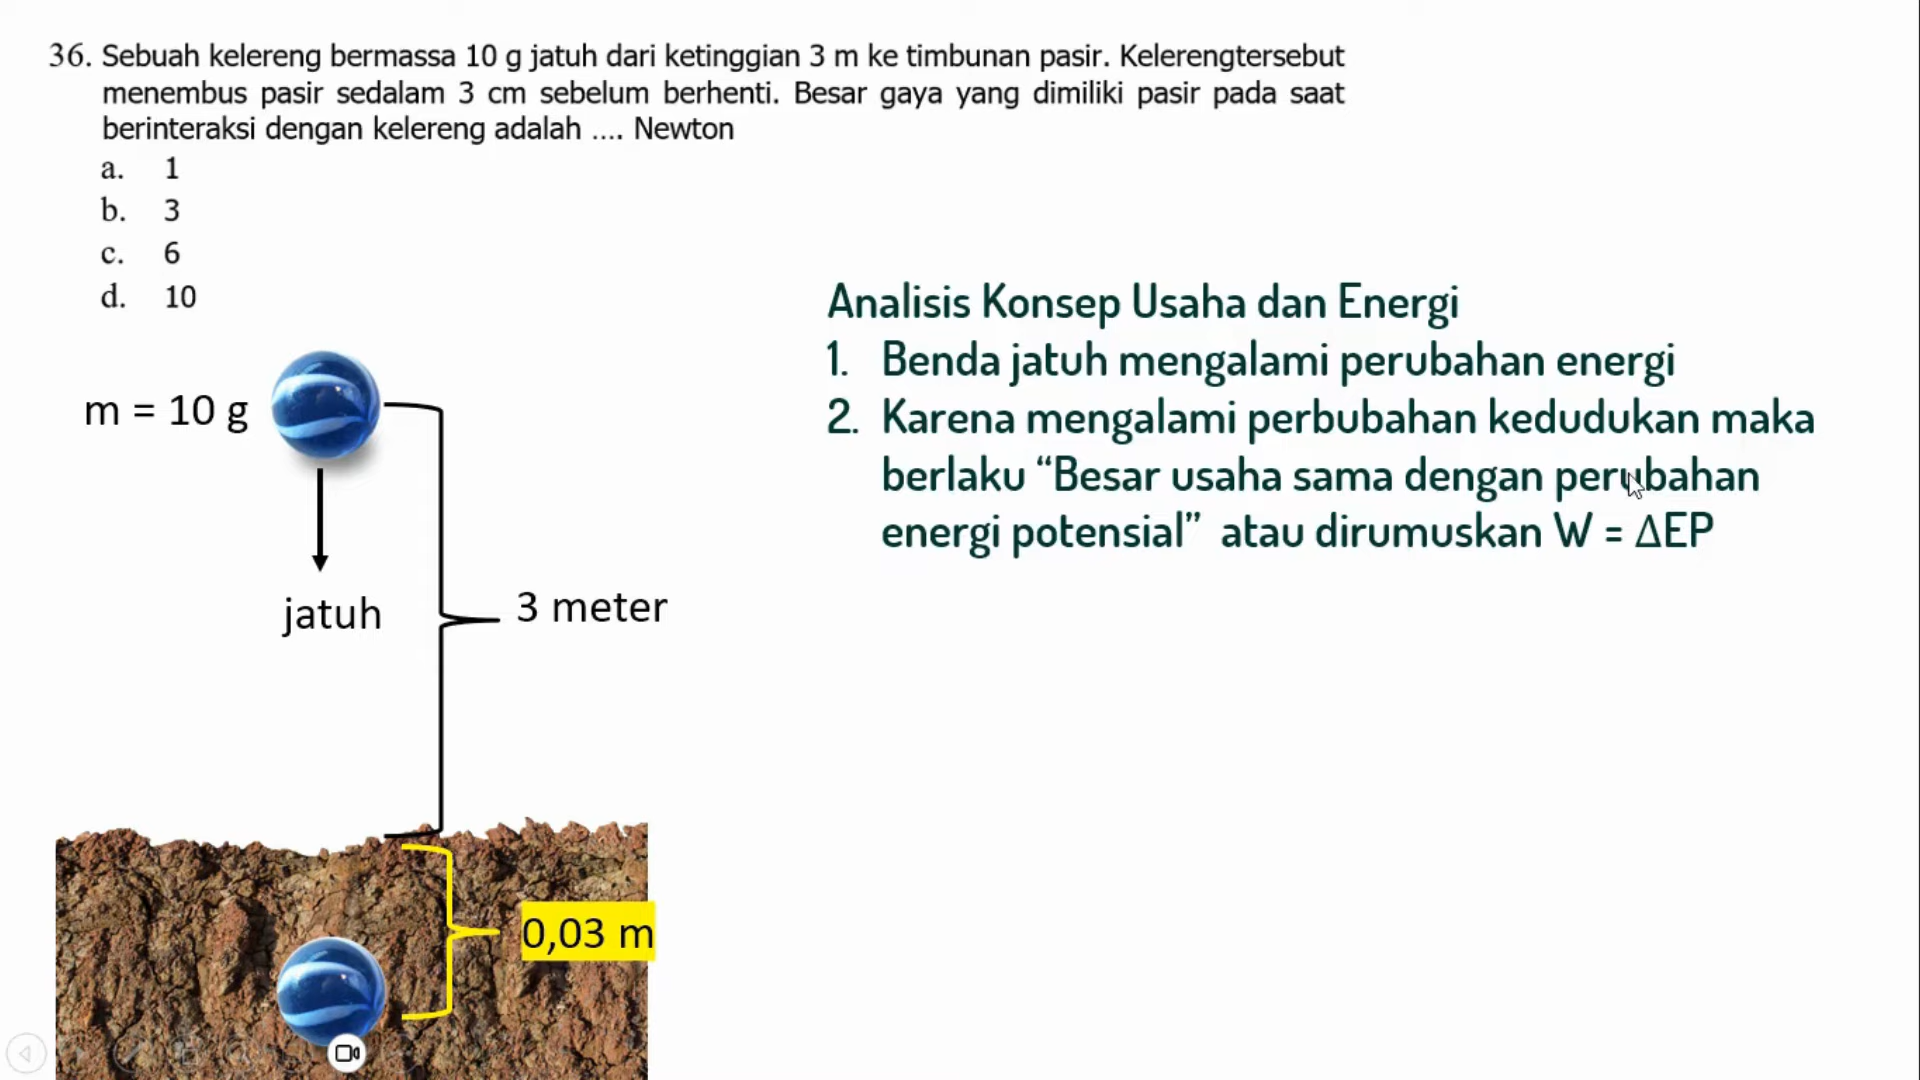 36. Sebuah kelereng bermassa 10 g jatuh dari ketinggian 3 m ke timbunan pasir. Kelerengtersebut
menembus pasir sedalam 3 cm sebelum berhenti. Besar gaya yang dimiliki pasir pada saat
berinteraksi dengan kelereng adalah .... Newton
a. 1
b. 3
c. 6
d. 10
Analisis Konsep Usaha dan Energi
1. Benda jatuh mengalami perubahan energi
2. Karena mengalami perbubahan kedudukan maka
berlaku “Besar usaha sama dengan perubahan
energi potensial” atau dirumuskan W = ΔEP
m = 10 g
jatuh
3 meter
0,03 m